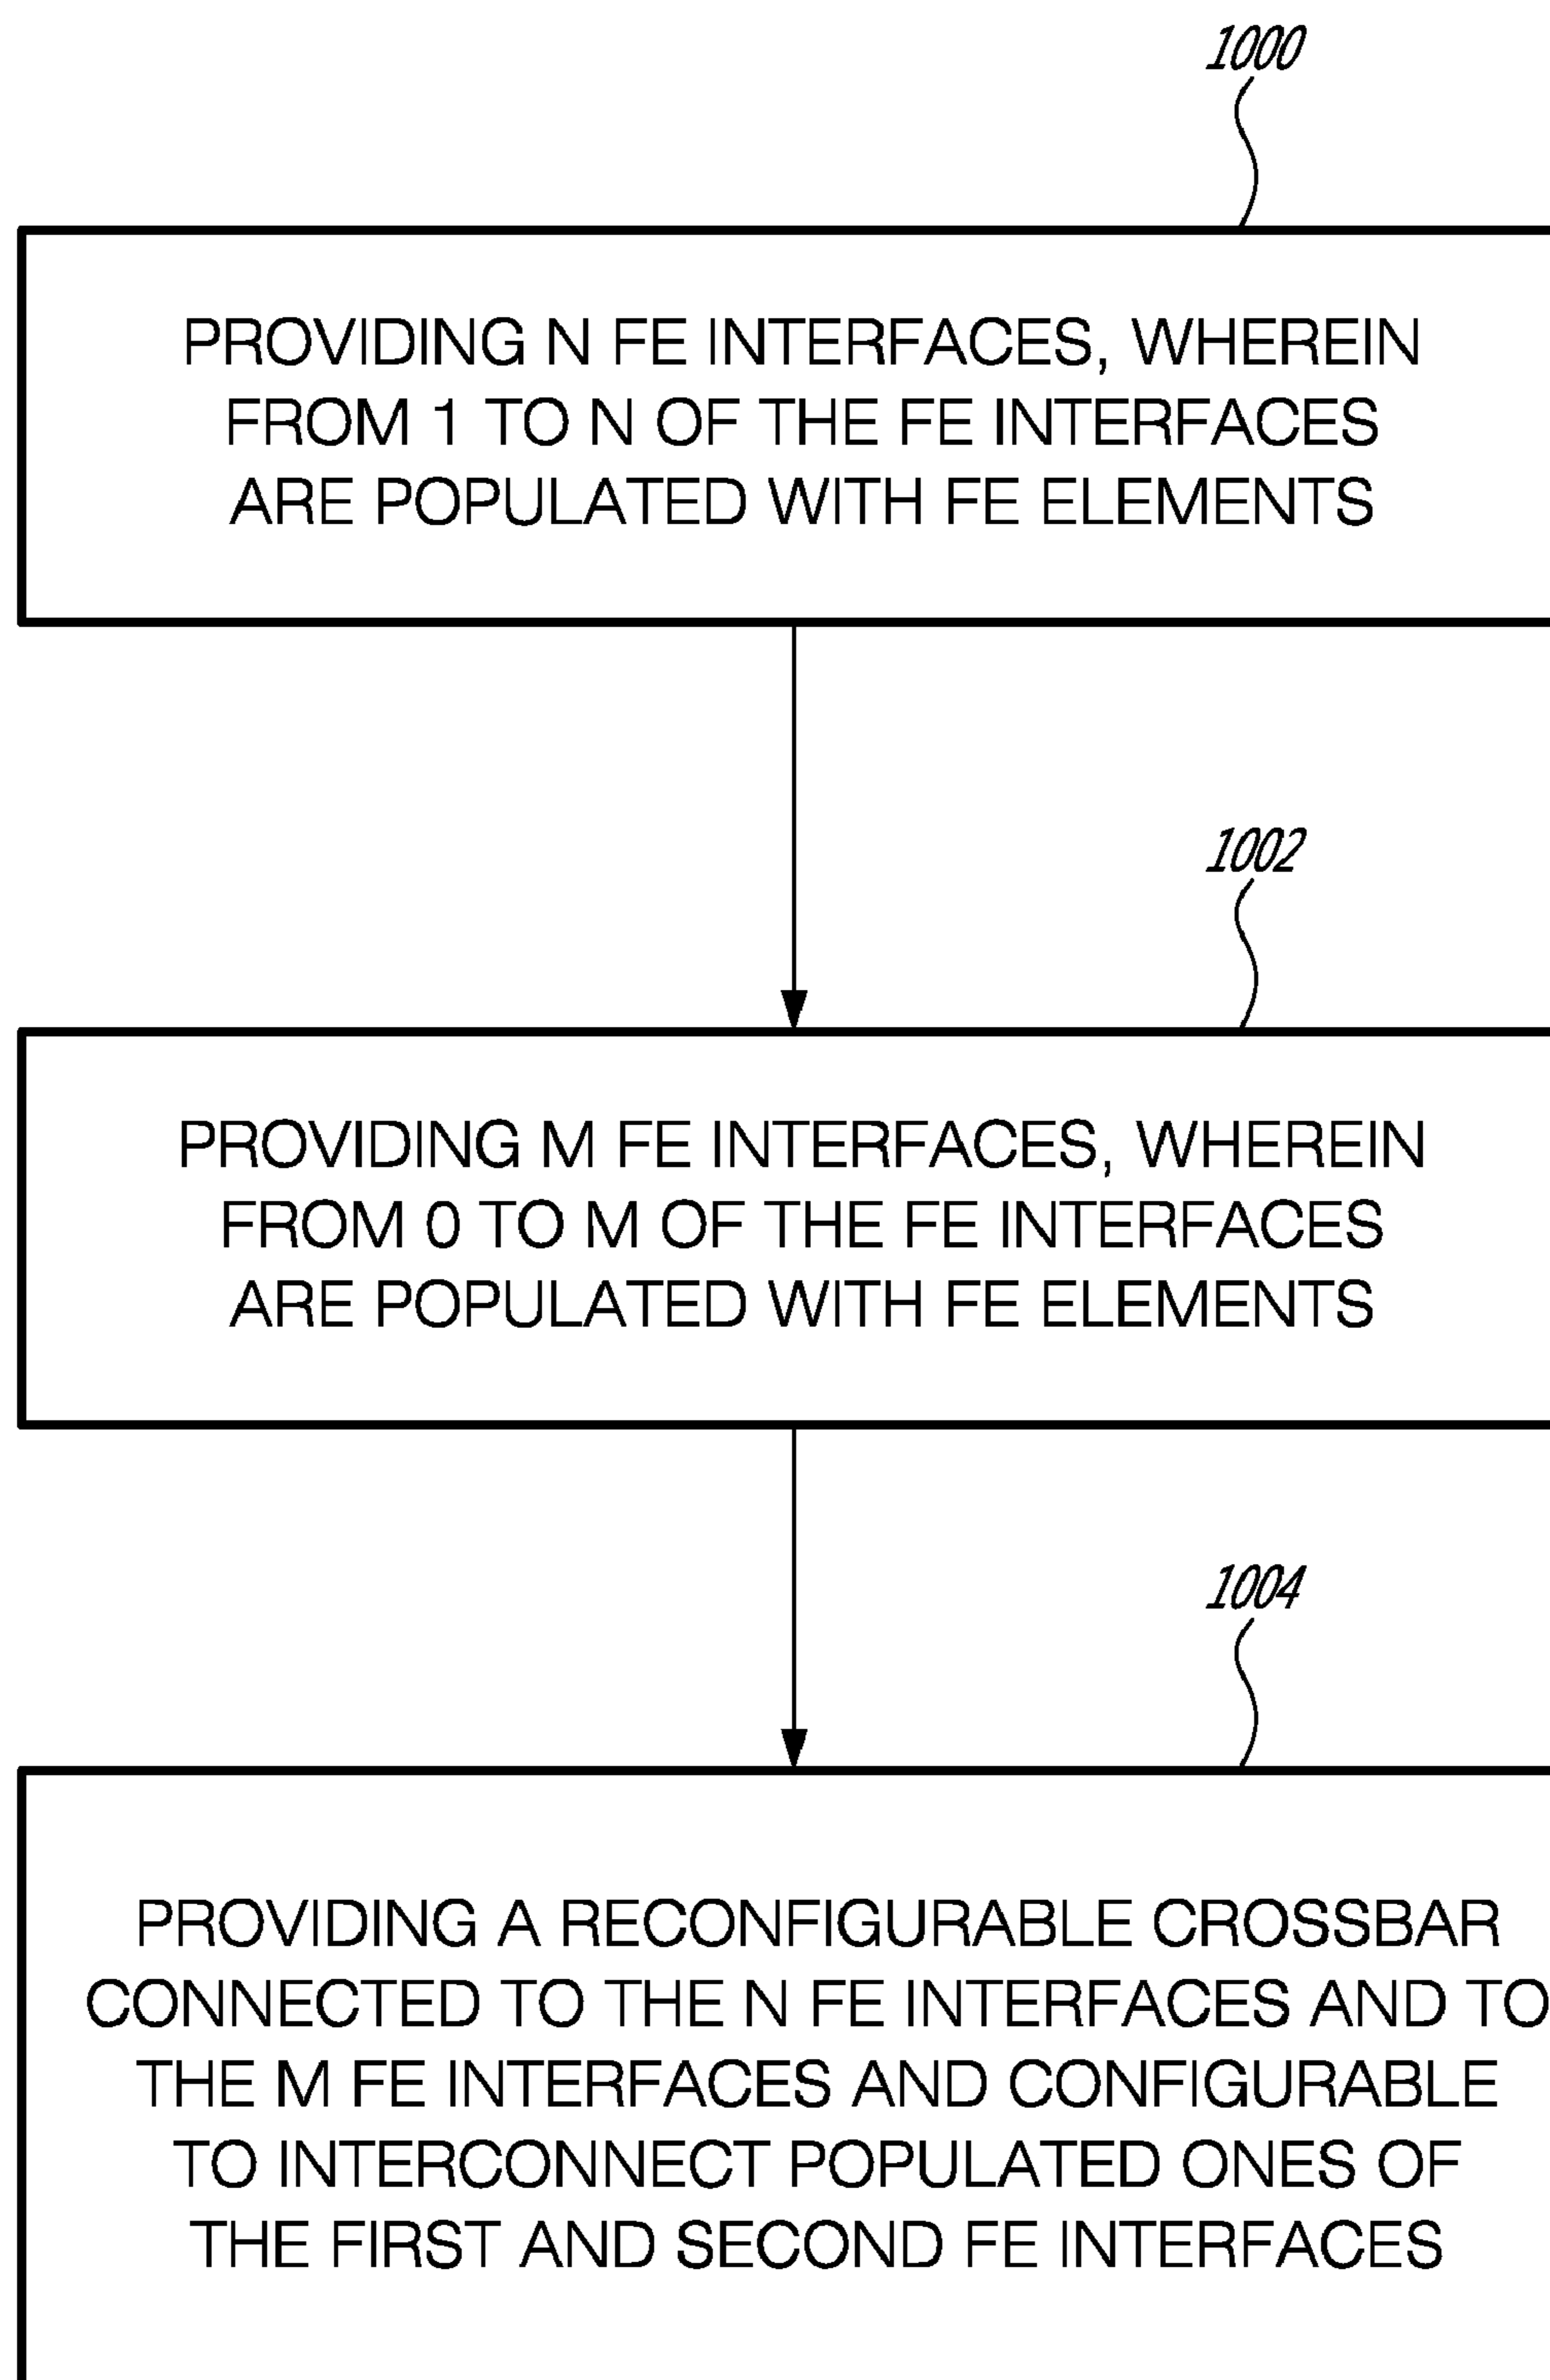 1000
PROVIDING N FE INTERFACES, WHEREIN
FROM 1 TO N OF THE FE INTERFACES
ARE POPULATED WITH FE ELEMENTS
1002
PROVIDING M FE INTERFACES, WHEREIN
FROM 0 TO M OF THE FE INTERFACES
ARE POPULATED WITH FE ELEMENTS
1004
PROVIDING A RECONFIGURABLE CROSSBAR
CONNECTED TO THE N FE INTERFACES AND TO
THE M FE INTERFACES AND CONFIGURABLE
TO INTERCONNECT POPULATED ONES OF
THE FIRST AND SECOND FE INTERFACES